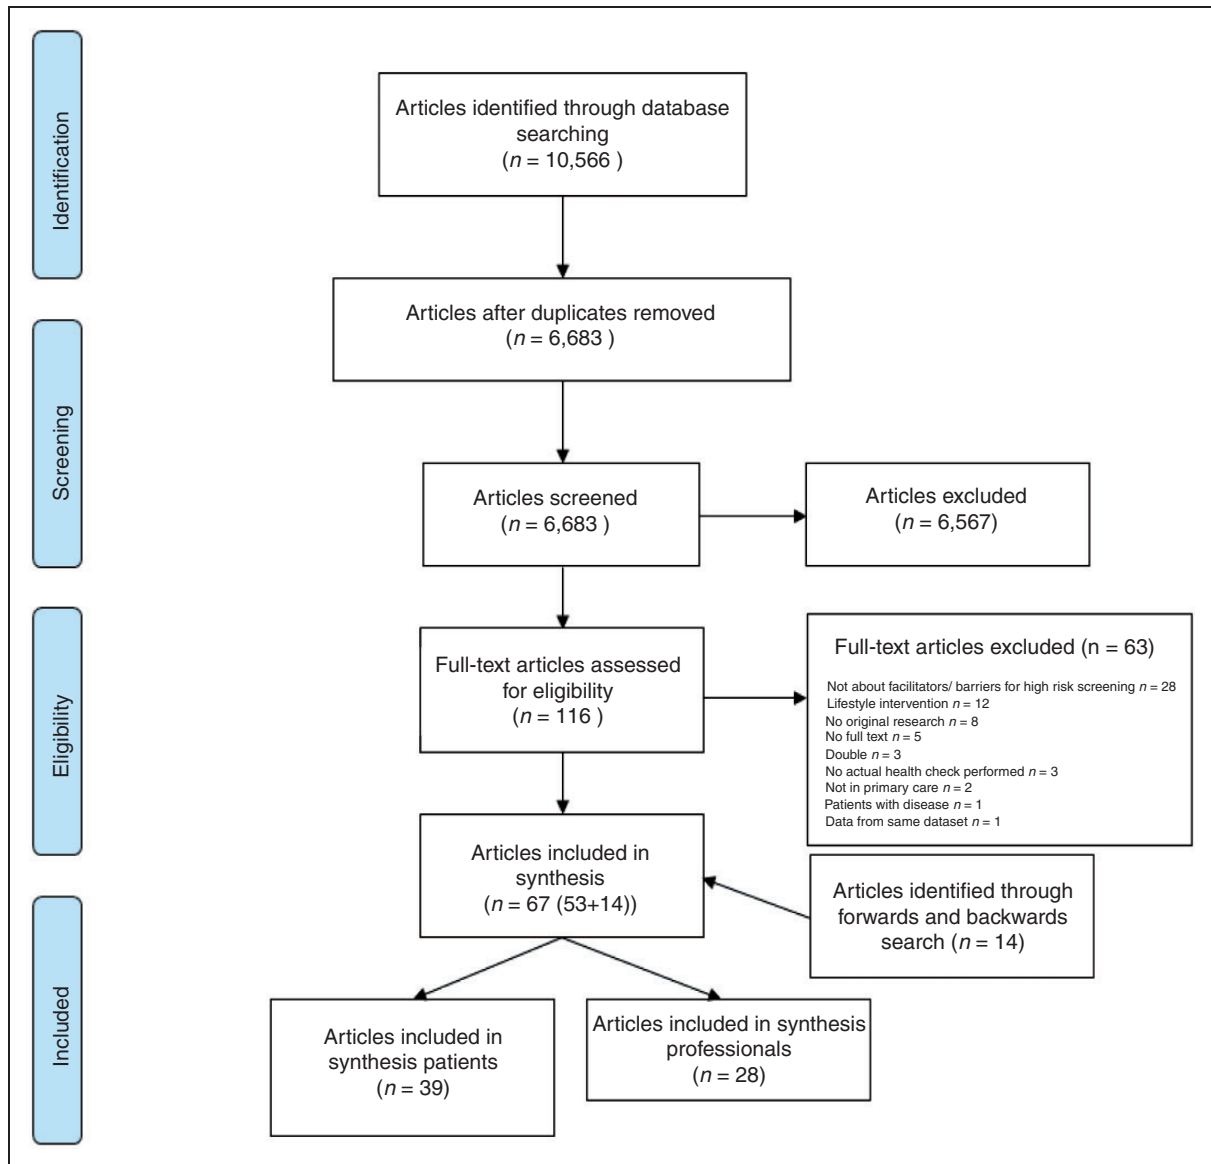 Identification
Articles identified through database
searching
(n = 10,566 )
Articles after duplicates removed
(n = 6,683 )
Screening
Articles screened
(n = 6,683 )
Articles excluded
(n = 6,567)
Eligibility
Full-text articles assessed
for eligibility
(n = 116 )
Full-text articles excluded (n = 63)
Not about facilitators/ barriers for high risk screening n = 28
Lifestyle intervention n = 12
No original research n = 8
No full text n = 5
Double n = 3
No actual health check performed n = 3
Not in primary care n = 2
Patients with disease n = 1
Data from same dataset n = 1
Articles included in
synthesis
(n = 67 (53+14))
Articles identified through
forwards and backwards
search (n = 14)
Included
Articles included in
synthesis patients
(n = 39)
Articles included in synthesis
professionals
(n = 28)